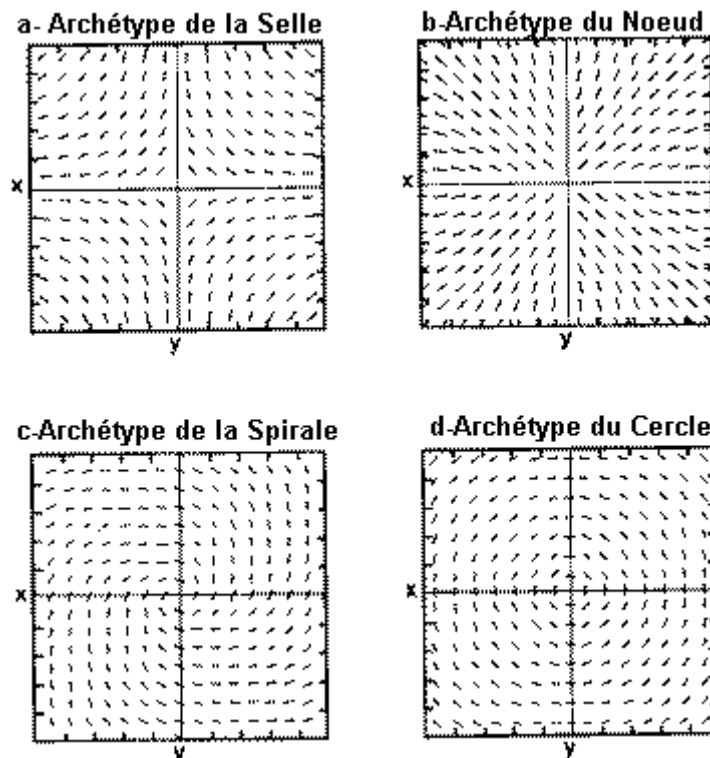 a- Archétype de la Selle
x
y
b-Archétype du Noeud
x
y
c-Archétype de la Spirale
x
y
d-Archétype du Cercle
x
y